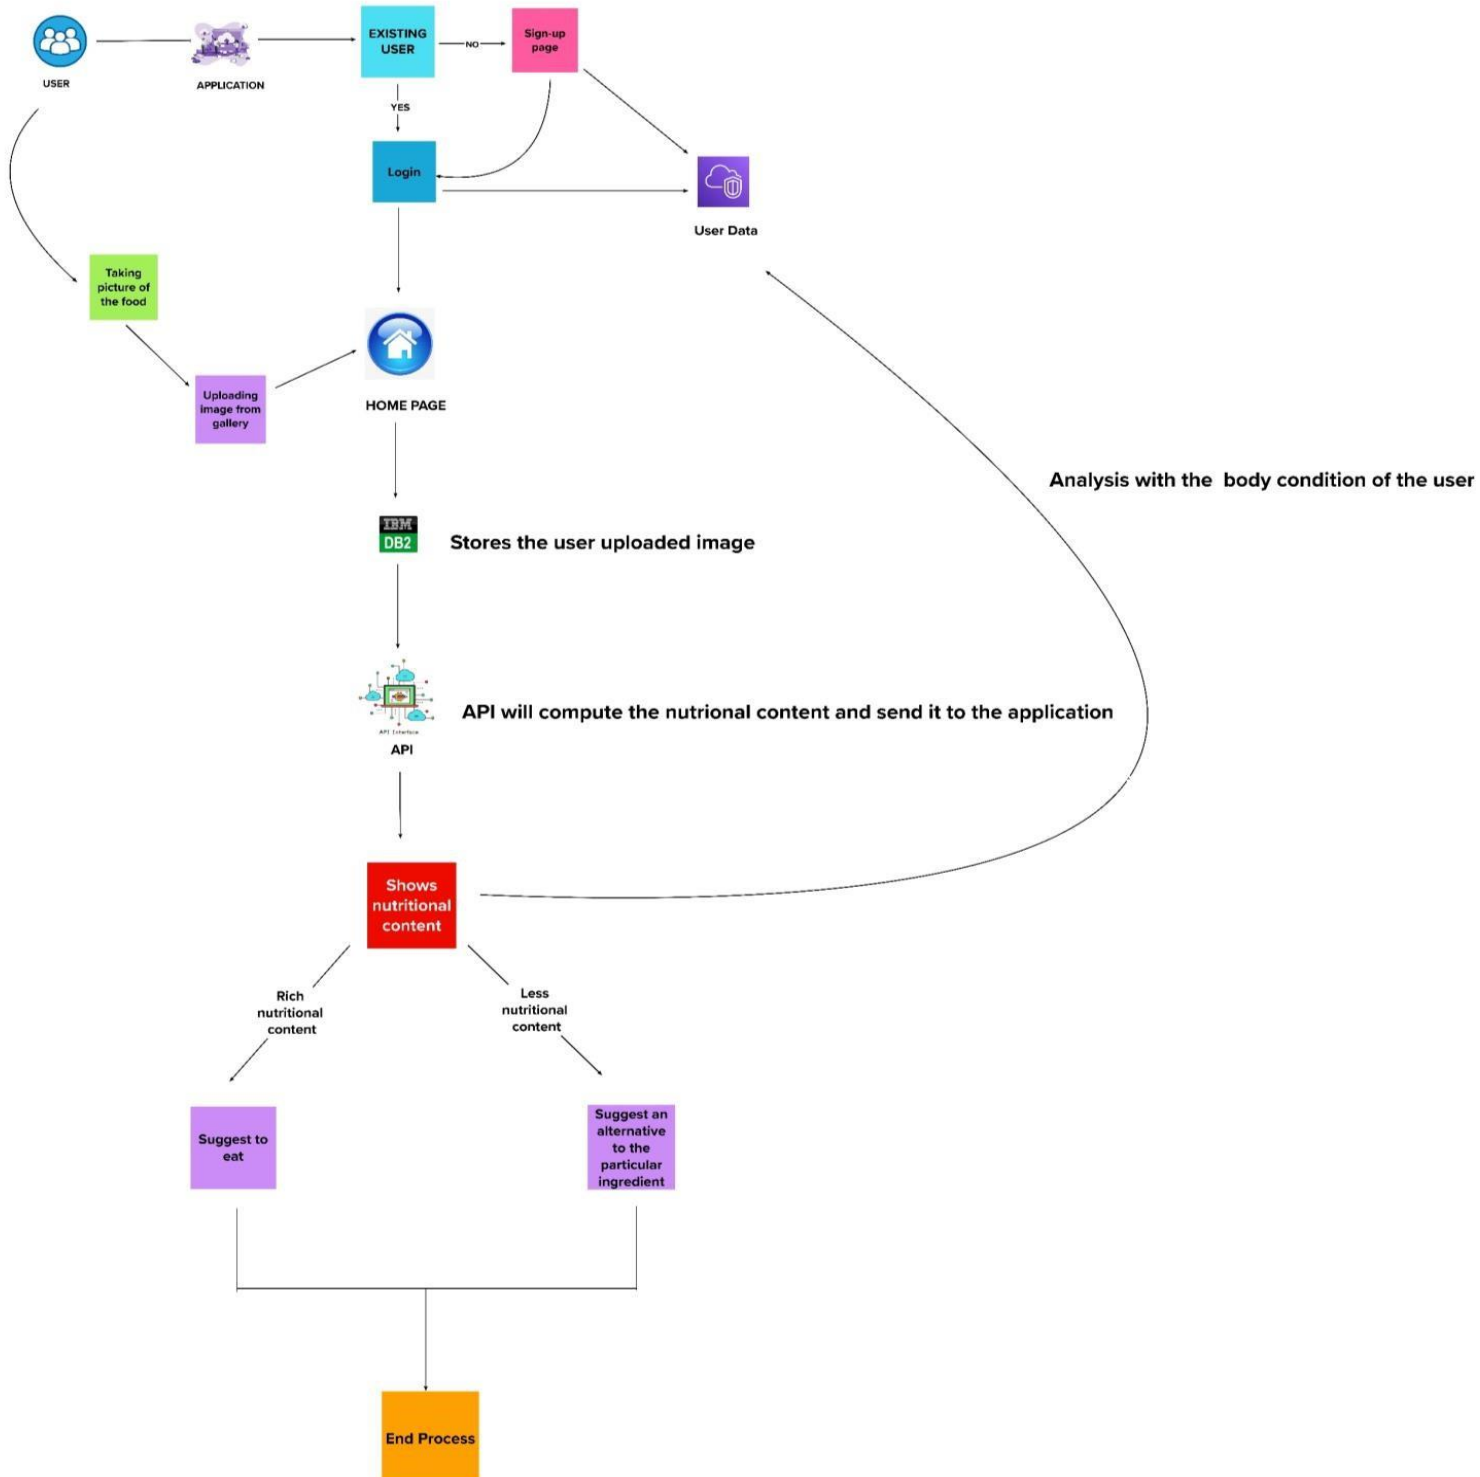 EXISTING
USER
NO
Sign-up
page
USER
APPLICATION
YES
Login
User Data
Taking
picture of
the food
Uploading
image from
gallery
HOME PAGE
Analysis with the  body condition of the user
IBM
DB2
Stores the user uploaded image
API will compute the nutrional content and send it to the application
API Interface
API
Shows
nutritional
content
Rich
nutritional
content
Less
nutritional
content
Suggest to
eat
Suggest an
alternative
to the
particular
ingredient
End Process